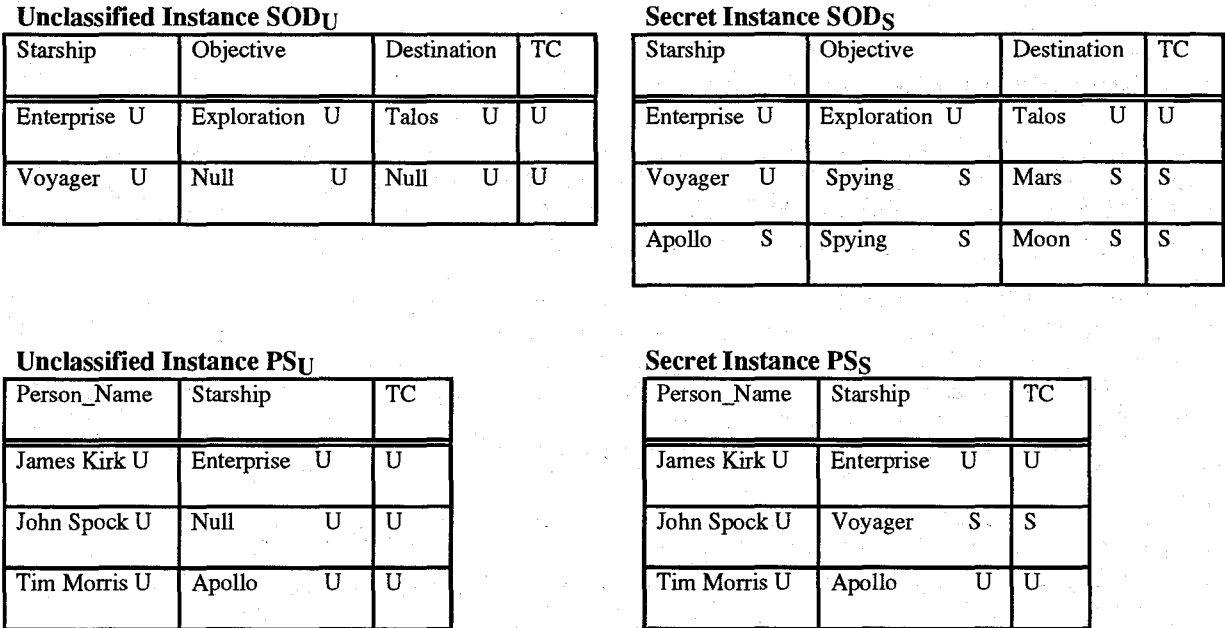 Unclassified Instance SODU
Starship Objective Destination TC
Enterprise U Exploration U Talos U U
Voyager U Null U Null U U
Secret Instance SODS
Starship Objective Destination TC
Enterprise U Exploration U Talos U U
Voyager U Spying S Mars S S
Apollo S Spying S Moon S S
Unclassified Instance PSU
Person_Name Starship TC
James Kirk U Enterprise U U
John Spock U Null U U
Tim Morris U Apollo U U
Secret Instance PSS
Person_Name Starship TC
James Kirk U Enterprise U U
John Spock U Voyager S S
Tim Morris U Apollo U U